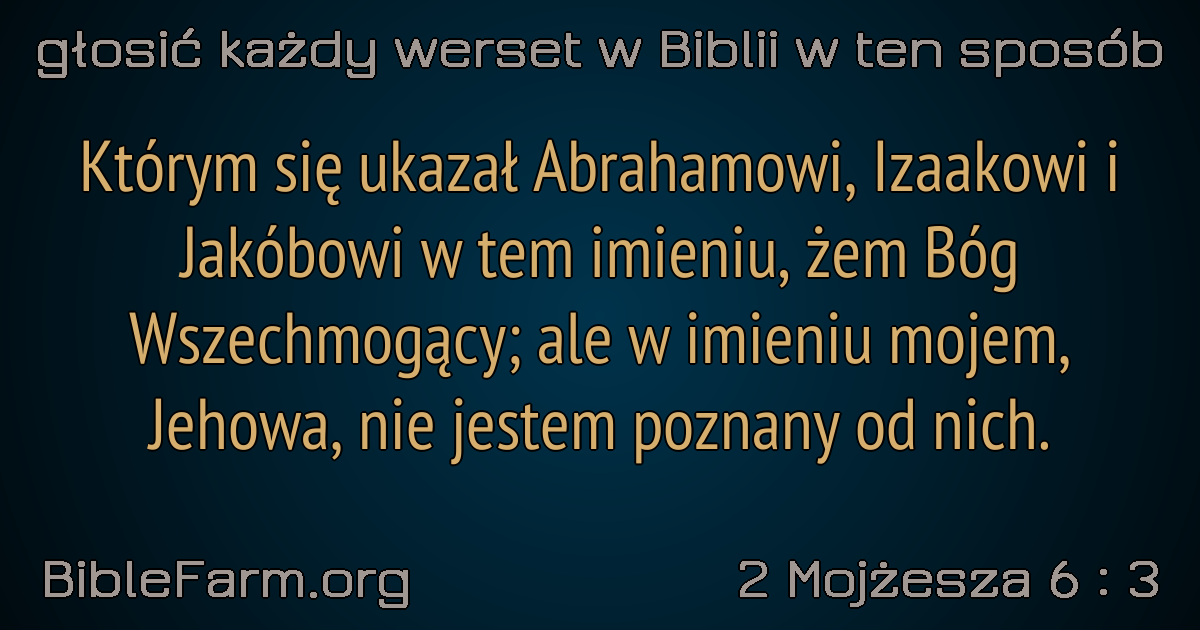 głosić każdy werset w Biblii w ten sposób
Którym się ukazał Abrahamowi, Izaakowi i
Jakóbowi w tem imieniu, żem Bóg
Wszechmogący; ale w imieniu mojem,
Jehowa, nie jestem poznany od nich.
BibleFarm.org
2 Mojżesza 6 : 3